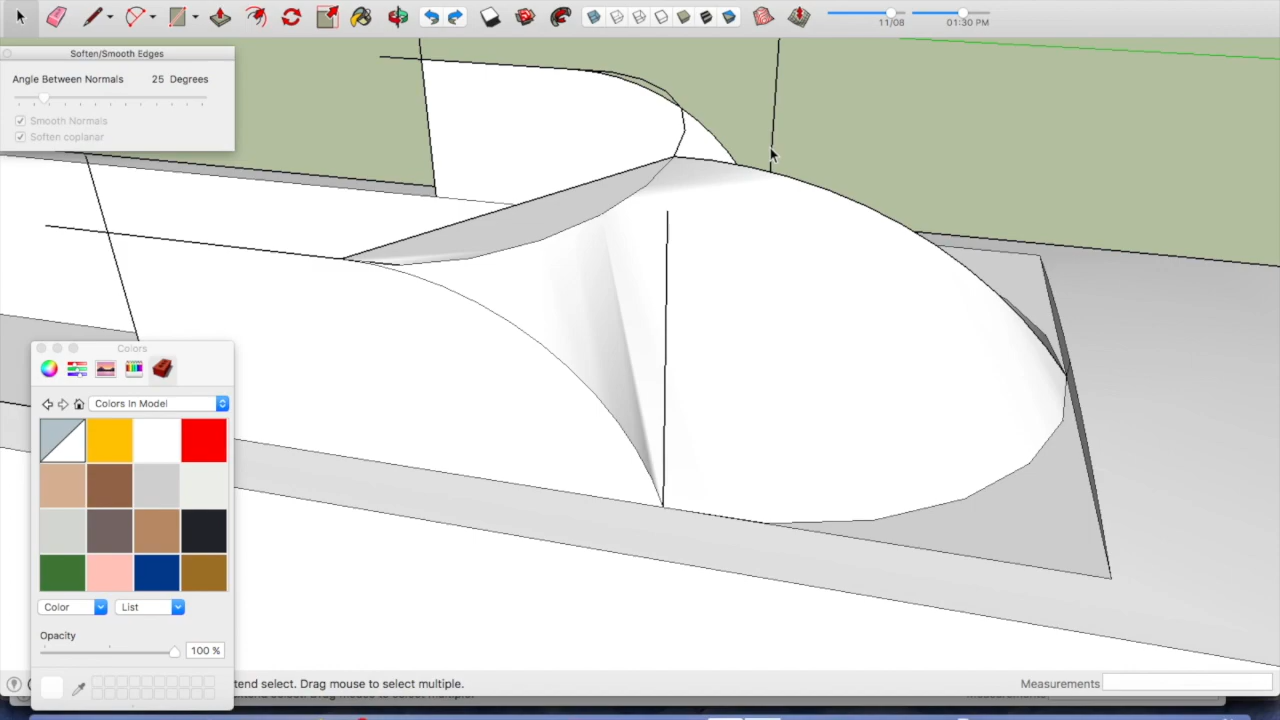 11/08
01:30 PM
Soften/Smooth Edges
Angle Between Normals 25 Degrees
Smooth Normals
Soften coplanar
Colors
Colors In Model
Color List
Opacity
100 %
tend select. Drag mouse to select multiple.
Measurements